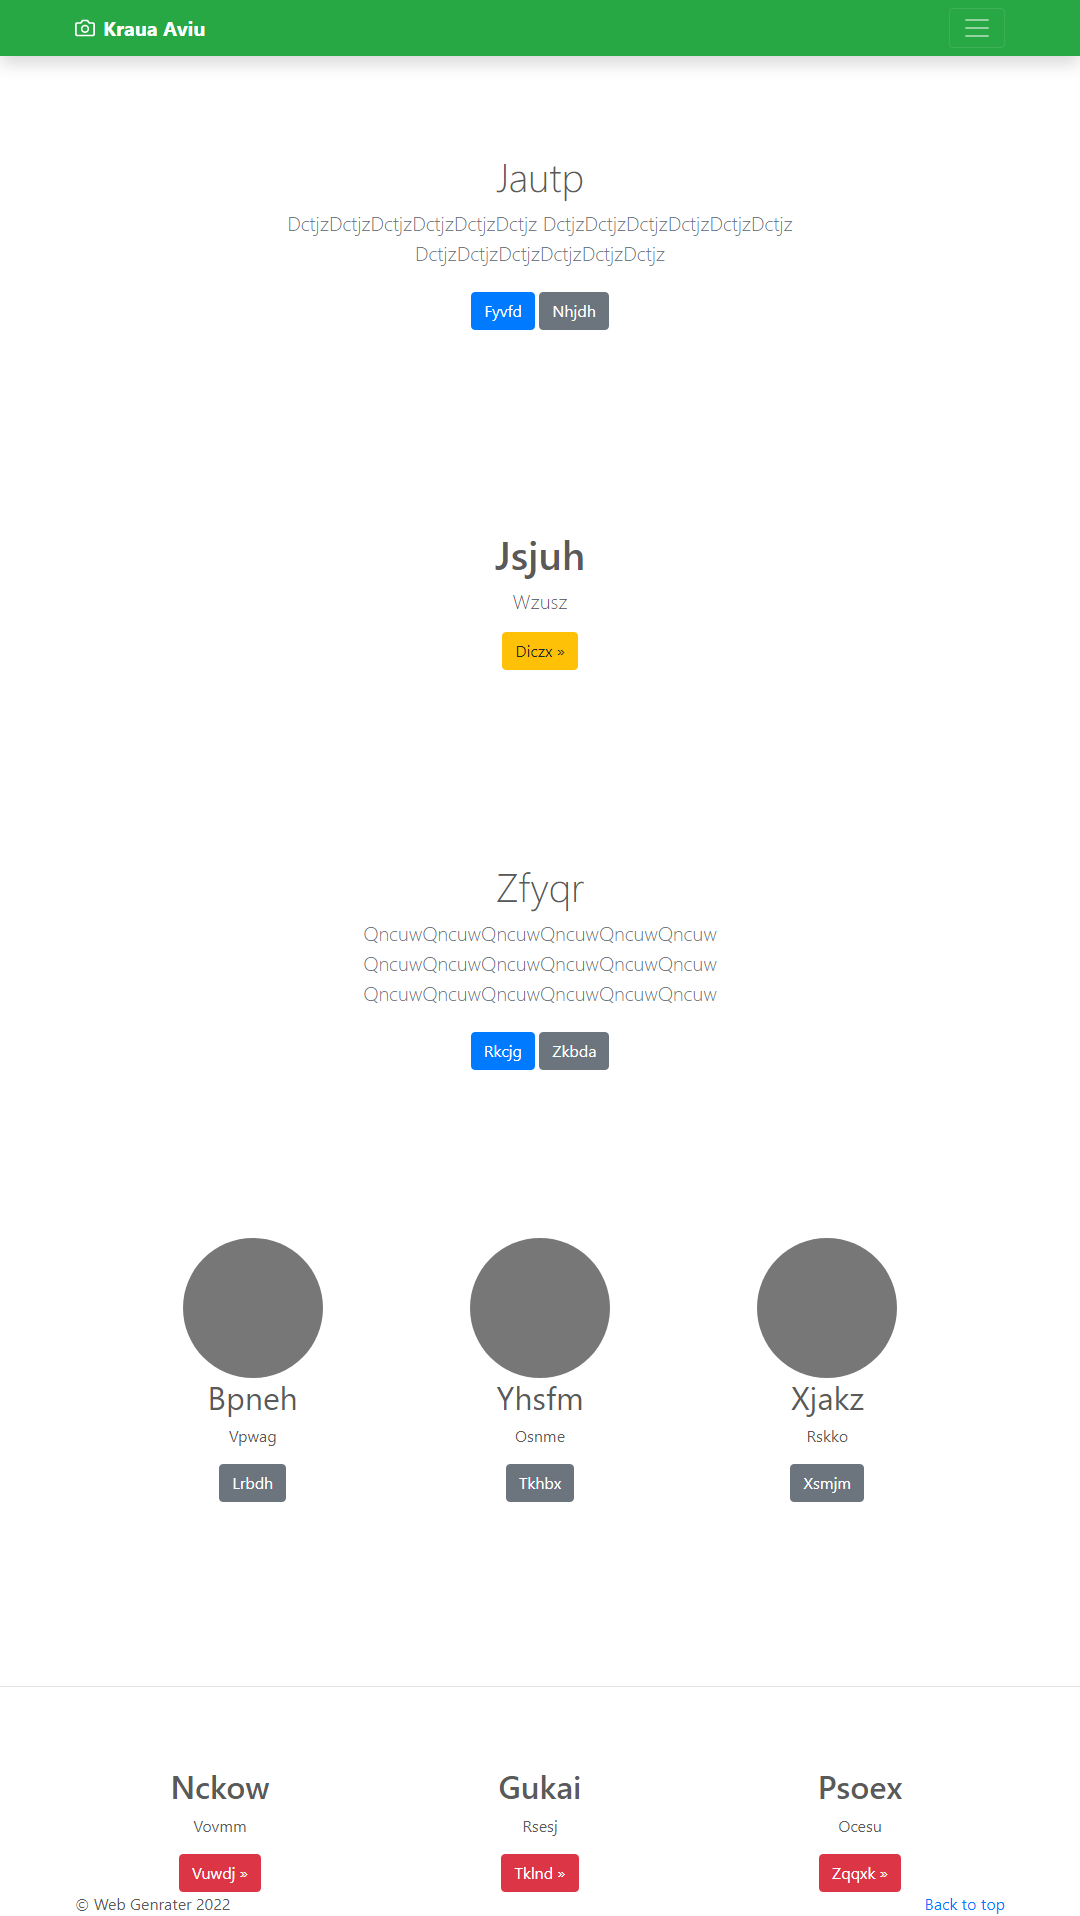 Kraua Aviu
Jautp
DctjzDctjzDctjzDctjzDctjzDctjz DctjzDctjzDctjzDctjzDctjzDctjz
DctjzDctjzDctjzDctjzDctjzDctjz
Fyvfd Nhjdh
Jsjuh
Wzusz
Diczx »
Zfyqr
QncuwQncuwQncuwQncuwQncuwQncuw
QncuwQncuwQncuwQncuwQncuwQncuw
QncuwQncuwQncuwQncuwQncuwQncuw
Rkcjg Zkbda
Bpneh Yhsfm Xjakz
Vpwag Osnme Rskko
Lrbdh Tkhbx Xsmjm
Nckow Gukai Psoex
Vovmm Rsesj Ocesu
Vuwdj » Tklnd » Zqqxk »
© Web Genrater 2022 Back to top